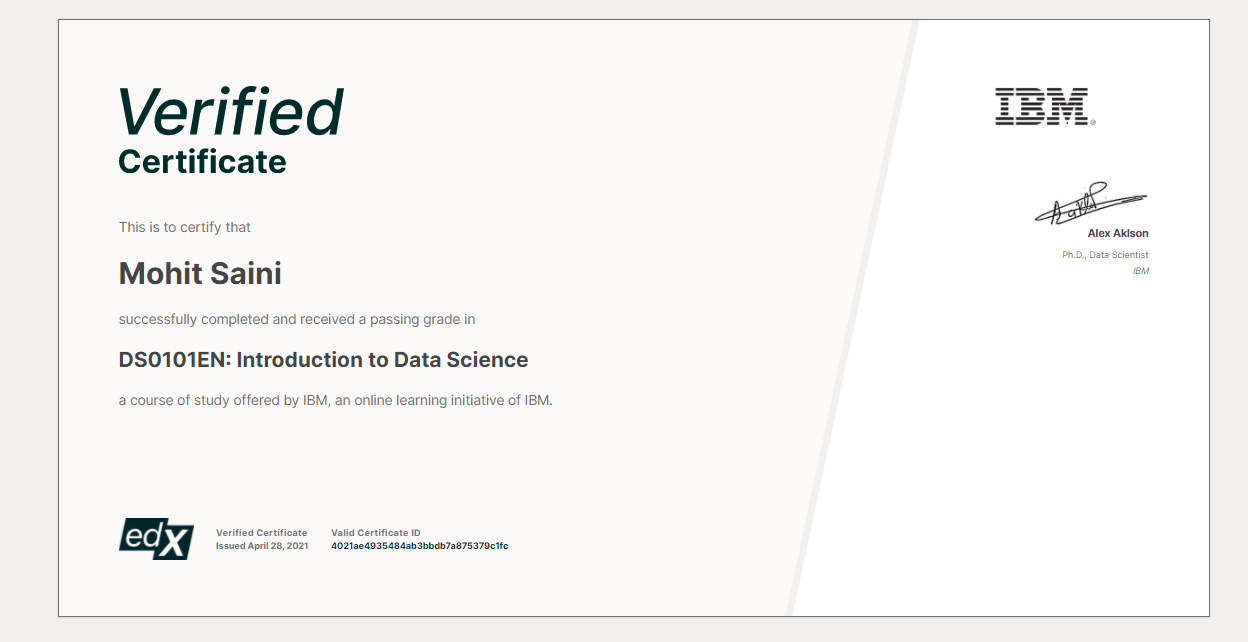 Verified
Certificate
This is to certify that
Mohit Saini
successfully completed and received a passing grade in
DS0101EN: Introduction to Data Science
a course of study offered by IBM, an online learning initiative of IBM.
edX
Verified Certificate
Issued April 28, 2021
Valid Certificate ID
4021ae4935484ab3bbdb7a875379c1fc
IBM®
Alex Aklson
Ph.D., Data Scientist
IBM